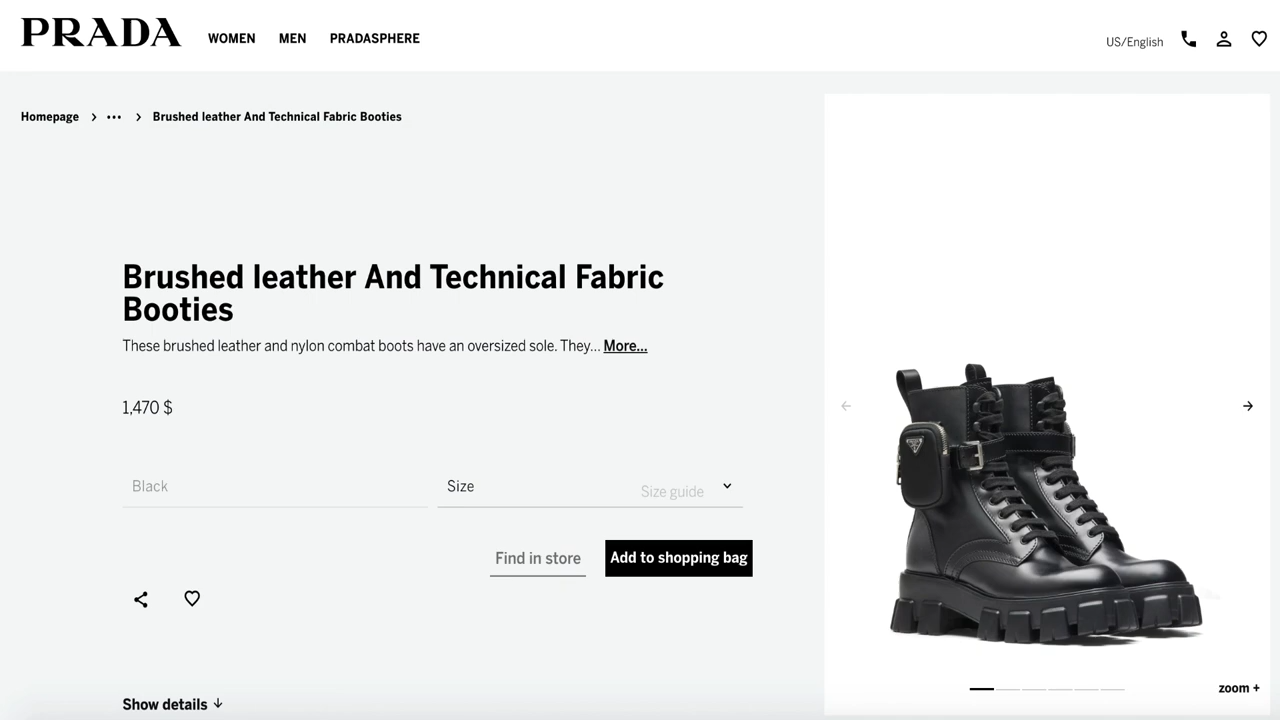 PRADA WOMEN MEN PRADASPHERE US/English
Homepage > ••• > Brushed leather And Technical Fabric Booties
Brushed leather And Technical Fabric
Booties
These brushed leather and nylon combat boots have an oversized sole. They... More...
1,470 $
Black Size Size guide
Find in store Add to shopping bag
Show details ↓
zoom +